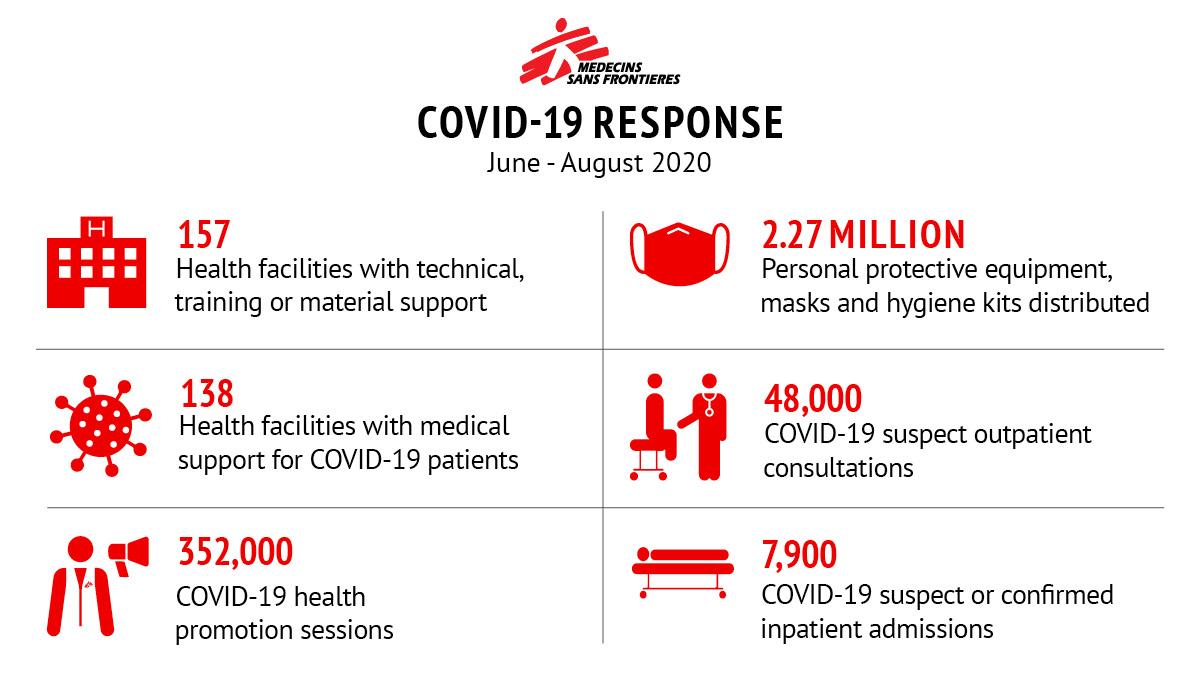 MEDECINS
SANS FRONTIERES
COVID-19 RESPONSE
June - August 2020
157
Health facilities with technical,
training or material support
2.27 MILLION
Personal protective equipment,
masks and hygiene kits distributed
138
Health facilities with medical
support for COVID-19 patients
48,000
COVID-19 suspect outpatient
consultations
352,000
COVID-19 health
promotion sessions
7,900
COVID-19 suspect or confirmed
inpatient admissions
H